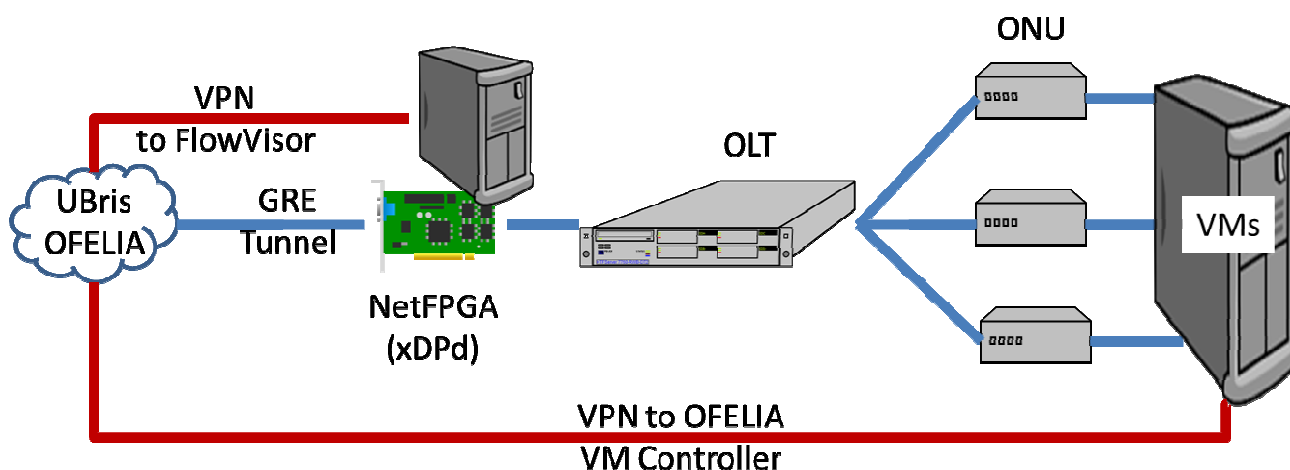 ONU
VPN
to FlowVisor
OLT
UBris
OFELIA
GRE
Tunnel
VMs
NetFPGA
(xDPd)
VPN to OFELIA
VM Controller